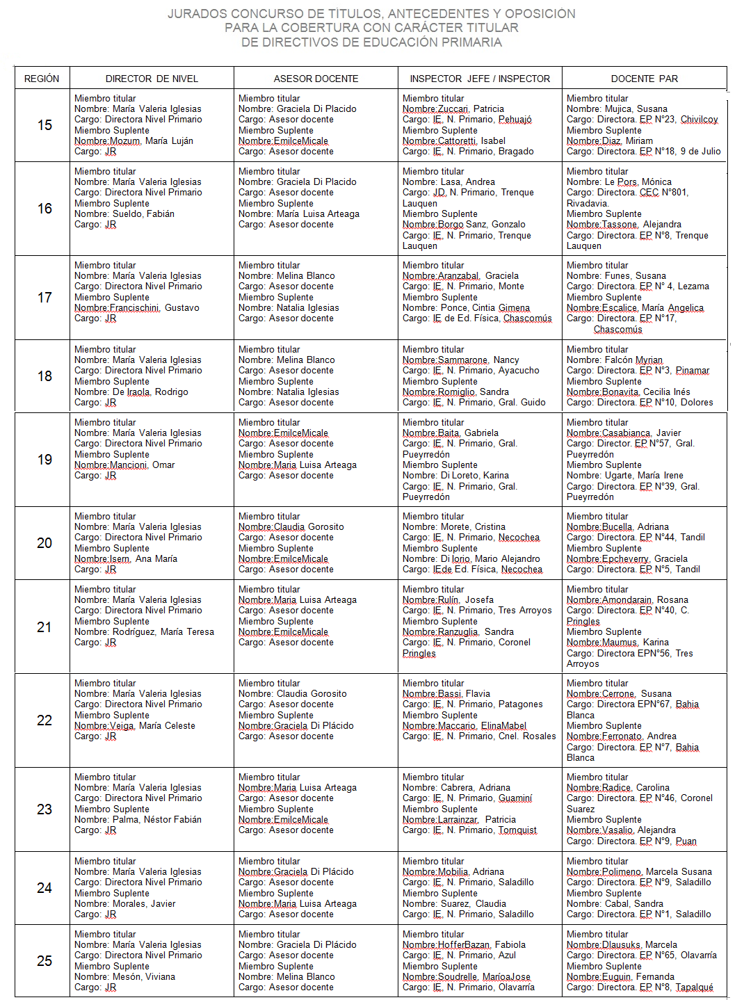 JURADOS CONCURSO DE TÍTULOS, ANTECEDENTES Y OPOSICIÓN
PARA LA COBERTURA CON CARÁCTER TITULAR
DE DIRECTIVOS DE EDUCACIÓN PRIMARIA
REGIÓN
DIRECTOR DE NIVEL
ASESOR DOCENTE
INSPECTOR JEFE / INSPECTOR
DOCENTE PAR
15
Miembro titular
Nombre: María Valeria Iglesias
Cargo: Directora Nivel Primario
Miembro Suplente
Nombre:Mozum, María Luján
Cargo: JR
Miembro titular
Nombre: Graciela Di Placido
Cargo: Asesor docente
Miembro Suplente
Nombre:EmilceMicale
Cargo: Asesor docente
Miembro titular
Nombre:Zuccari, Patricia
Cargo: IE, N. Primario, Pehuajó
Miembro Suplente
Nombre:Cattoretti, Isabel
Cargo: IE, N. Primario, Bragado
Miembro titular
Nombre: Mujica, Susana
Cargo: Directora. EP N°23, Chivilcoy
Miembro Suplente
Nombre:Diaz, Miriam
Cargo: Directora. EP N°18, 9 de Julio
16
Miembro titular
Nombre: María Valeria Iglesias
Cargo: Directora Nivel Primario
Miembro Suplente
Nombre: Sueldo, Fabián
Cargo: JR
Miembro titular
Nombre: Graciela Di Placido
Cargo: Asesor docente
Miembro Suplente
Nombre: María Luisa Arteaga
Cargo: Asesor docente
Miembro titular
Nombre: Lasa, Andrea
Cargo: JD, N. Primario, Trenque
Lauquen
Miembro Suplente
Nombre:Borgo Sanz, Gonzalo
Cargo: IE, N. Primario, Trenque
Lauquen
Miembro titular
Nombre: Le Pors, Mónica
Cargo: Directora. CEC N°801,
Rivadavia.
Miembro Suplente
Nombre:Tassone, Alejandra
Cargo: Directora. EP N°8, Trenque
Lauquen
17
Miembro titular
Nombre: María Valeria Iglesias
Cargo: Directora Nivel Primario
Miembro Suplente
Nombre:Francischini, Gustavo
Cargo: JR
Miembro titular
Nombre: Melina Blanco
Cargo: Asesor docente
Miembro Suplente
Nombre: Natalia Iglesias
Cargo: Asesor docente
Miembro titular
Nombre:Aranzabal, Graciela
Cargo: IE, N. Primario, Monte
Miembro Suplente
Nombre: Ponce, Cintia Gimena
Cargo: IE de Ed. Física, Chascomús
Miembro titular
Nombre: Funes, Susana
Cargo: Directora. EP N° 4, Lezama
Miembro Suplente
Nombre:Escalice, María Angelica
Cargo: Directora. EP N°17,
Chascomús
18
Miembro titular
Nombre: María Valeria Iglesias
Cargo: Directora Nivel Primario
Miembro Suplente
Nombre: De Iraola, Rodrigo
Cargo: JR
Miembro titular
Nombre: Melina Blanco
Cargo: Asesor docente
Miembro Suplente
Nombre: Natalia Iglesias
Cargo: Asesor docente
Miembro titular
Nombre:Sammarone, Nancy
Cargo: IE, N. Primario, Ayacucho
Miembro Suplente
Nombre:Romiglio, Sandra
Cargo: IE, N. Primario, Gral. Guido
Miembro titular
Nombre: Falcón Myrian
Cargo: Directora. EP N°3, Pinamar
Miembro Suplente
Nombre:Bonavita, Cecilia Inés
Cargo: Directora. EP N°10, Dolores
19
Miembro titular
Nombre: María Valeria Iglesias
Cargo: Directora Nivel Primario
Miembro Suplente
Nombre:Mancioni, Omar
Cargo: JR
Miembro titular
Nombre:EmilceMicale
Cargo: Asesor docente
Miembro Suplente
Nombre:Maria Luisa Arteaga
Cargo: Asesor docente
Miembro titular
Nombre:Baita, Gabriela
Cargo: IE, N. Primario, Gral.
Pueyrredón
Miembro Suplente
Nombre: Di Loreto, Karina
Cargo: IE, N. Primario, Gral.
Pueyrredón
Miembro titular
Nombre:Casabianca, Javier
Cargo: Director. EP N°57, Gral.
Pueyrredón
Miembro Suplente
Nombre: Ugarte, María Irene
Cargo: Directora. EP N°39, Gral.
Pueyrredón
20
Miembro titular
Nombre: María Valeria Iglesias
Cargo: Directora Nivel Primario
Miembro Suplente
Nombre:Isern, Ana María
Cargo: JR
Miembro titular
Nombre:Claudia Gorosito
Cargo: Asesor docente
Miembro Suplente
Nombre:EmilceMicale
Cargo: Asesor docente
Miembro titular
Nombre: Morete, Cristina
Cargo: IE, N. Primario, Necochea
Miembro Suplente
Nombre: Di Iorio, Mario Alejandro
Cargo: IEde Ed. Física, Necochea
Miembro titular
Nombre:Bucella, Adriana
Cargo: Directora. EP N°44, Tandil
Miembro Suplente
Nombre:Epcheverry, Graciela
Cargo: Directora. EP N°5, Tandil
21
Miembro titular
Nombre: María Valeria Iglesias
Cargo: Directora Nivel Primario
Miembro Suplente
Nombre: Rodríguez, María Teresa
Cargo: JR
Miembro titular
Nombre:Maria Luisa Arteaga
Cargo: Asesor docente
Miembro Suplente
Nombre:EmilceMicale
Cargo: Asesor docente
Miembro titular
Nombre:Rulín, Josefa
Cargo: IE, N. Primario, Tres Arroyos
Miembro Suplente
Nombre:Ranzuglia, Sandra
Cargo: IE, N. Primario, Coronel
Pringles
Miembro titular
Nombre:Amondarain, Rosana
Cargo: Directora. EP N°40, C.
Pringles
Miembro Suplente
Nombre:Maumus, Karina
Cargo: Directora EPN°56, Tres
Arroyos
22
Miembro titular
Nombre: María Valeria Iglesias
Cargo: Directora Nivel Primario
Miembro Suplente
Nombre:Veiga, María Celeste
Cargo: JR
Miembro titular
Nombre: Claudia Gorosito
Cargo: Asesor docente
Miembro Suplente
Nombre:Graciela Di Plácido
Cargo: Asesor docente
Miembro titular
Nombre:Bassi, Flavia
Cargo: IE, N. Primario, Patagones
Miembro Suplente
Nombre:Maccario, ElinaMabel
Cargo: IE, N. Primario, Cnel. Rosales
Miembro titular
Nombre:Cerrone, Susana
Cargo: Directora EPN°67, Bahia
Blanca
Miembro Suplente
Nombre:Ferronato, Andrea
Cargo: Directora. EP N°7, Bahia
Blanca
23
Miembro titular
Nombre: María Valeria Iglesias
Cargo: Directora Nivel Primario
Miembro Suplente
Nombre: Palma, Néstor Fabián
Cargo: JR
Miembro titular
Nombre:Maria Luisa Arteaga
Cargo: Asesor docente
Miembro Suplente
Nombre:EmilceMicale
Cargo: Asesor docente
Miembro titular
Nombre: Cabrera, Adriana
Cargo: IE, N. Primario, Guaminí
Miembro Suplente
Nombre:Larrainzar, Patricia
Cargo: IE, N. Primario, Tornquist
Miembro titular
Nombre:Radice, Carolina
Cargo: Directora. EP N°46, Coronel
Suarez
Miembro Suplente
Nombre:Vasalio, Alejandra
Cargo: Directora. EP N°9, Puan
24
Miembro titular
Nombre: María Valeria Iglesias
Cargo: Directora Nivel Primario
Miembro Suplente
Nombre: Morales, Javier
Cargo: JR
Miembro titular
Nombre:Graciela Di Plácido
Cargo: Asesor docente
Miembro Suplente
Nombre:Maria Luisa Arteaga
Cargo: Asesor docente
Miembro titular
Nombre:Mobilia, Adriana
Cargo: IE, N. Primario, Saladillo
Miembro Suplente
Nombre: Suarez, Claudia
Cargo: IE, N. Primario, Saladillo
Miembro titular
Nombre:Polimeno, Marcela Susana
Cargo: Directora. EP N°9, Saladillo
Miembro Suplente
Nombre: Cabal, Sandra
Cargo: Directora. EP N°1, Saladillo
25
Miembro titular
Nombre: María Valeria Iglesias
Cargo: Directora Nivel Primario
Miembro Suplente
Nombre: Mesón, Viviana
Cargo: JR
Miembro titular
Nombre: Graciela Di Plácido
Cargo: Asesor docente
Miembro Suplente
Nombre: Melina Blanco
Cargo: Asesor docente
Miembro titular
Nombre:HofferBazan, Fabiola
Cargo: IE, N. Primario, Azul
Miembro Suplente
Nombre:Soudrelle, MaríoaJose
Cargo: IE, N. Primario, Olavarría
Miembro titular
Nombre:Dlausuks, Marcela
Cargo: Directora. EP N°65, Olavarría
Miembro Suplente
Nombre:Euguin, Fernanda
Cargo: Directora. EP N°8, Tapalqué